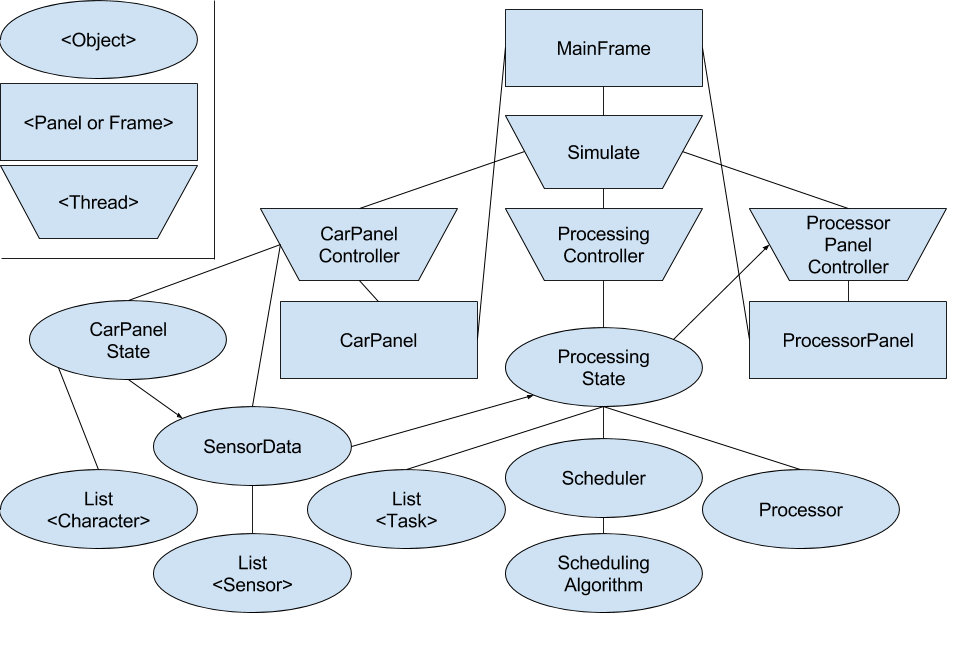 <Object>
<Panel or Frame>
<Thread>
MainFrame
Simulate
CarPanel
Controller
Processing
Controller
Processor
Panel
Controller
CarPanel
State
CarPanel
Processing
State
ProcessorPanel
SensorData
List
<Character>
List
<Sensor>
List
<Task>
Scheduler
Processor
Scheduling
Algorithm